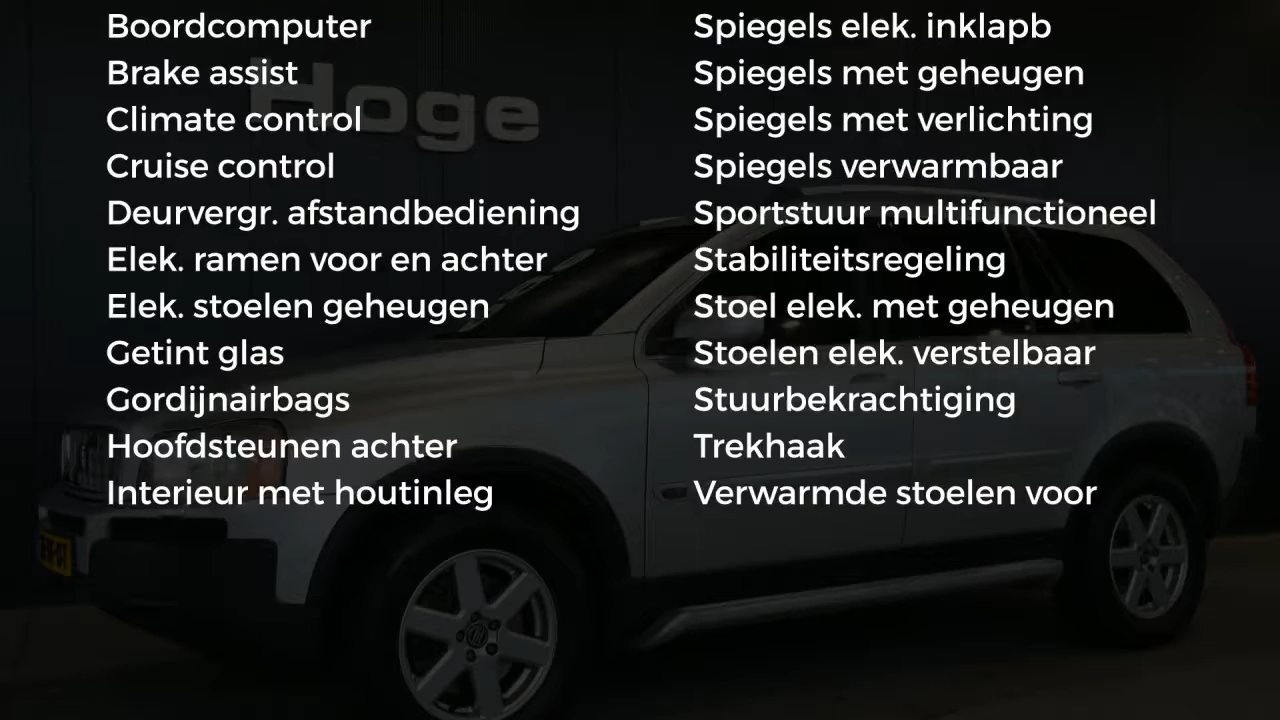 Boordcomputer
Brake assist
Climate control
Cruise control
Deurvergr. afstandbediening
Elek. ramen voor en achter
Elek. stoelen geheugen
Getint glas
Gordijnairbags
Hoofdsteunen achter
Interieur met houtinleg
Spiegels elek. inklapb
Spiegels met geheugen
Spiegels met verlichting
Spiegels verwarmbaar
Sportstuur multifunctioneel
Stabiliteitsregeling
Stoel elek. met geheugen
Stoelen elek. verstelbaar
Stuurbekrachtiging
Trekhaak
Verwarmde stoelen voor
Hoge